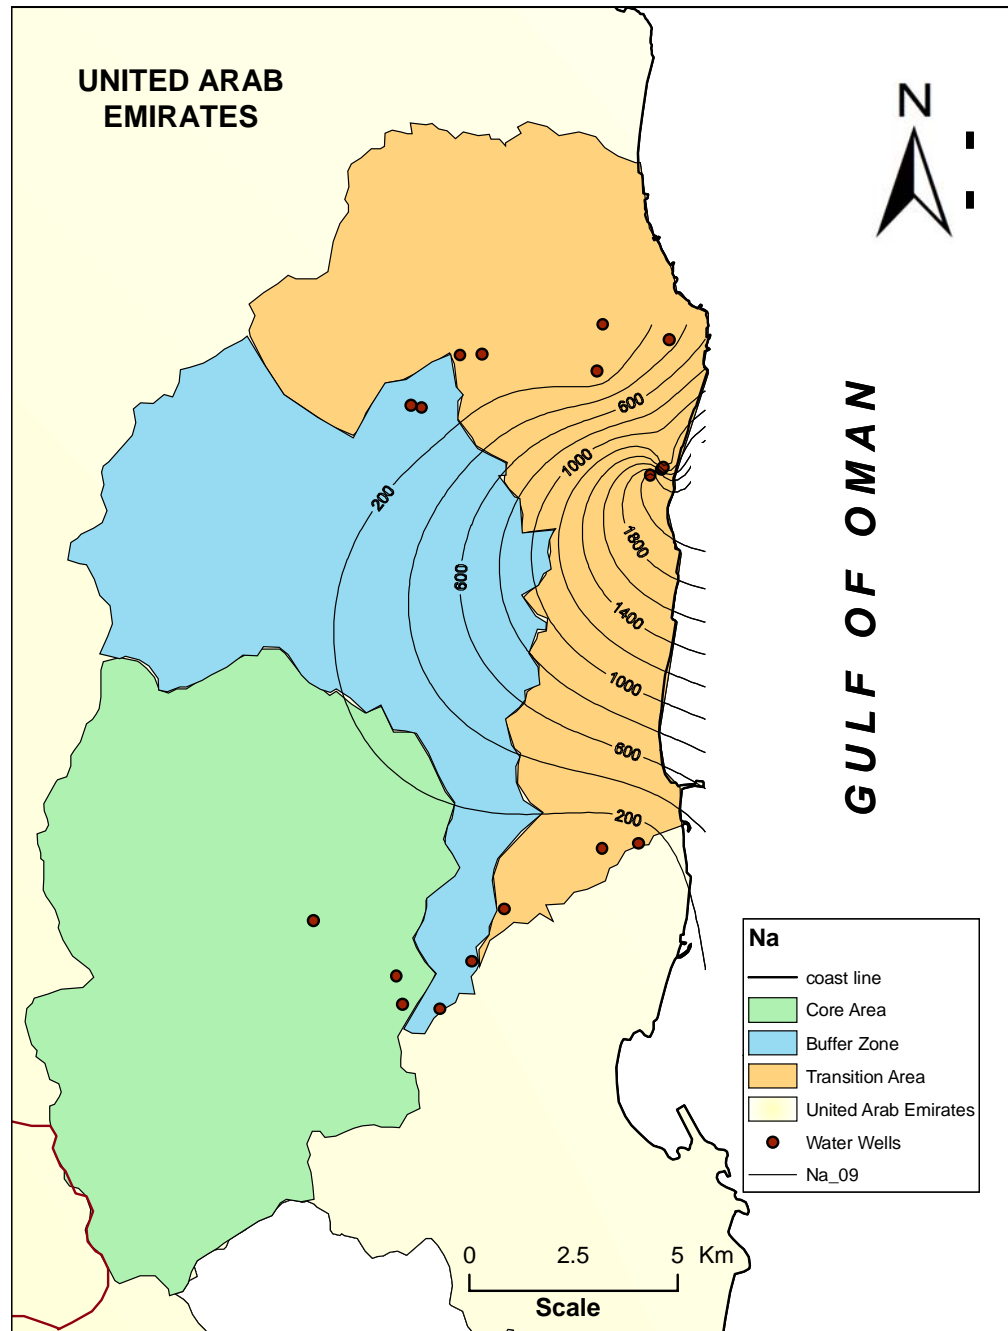 UNITED ARAB
EMIRATES
N
600
1000
200
1800
600
1400
1000
600
200
GULF OF OMAN
Na
coast line
Core Area
Buffer Zone
Transition Area
United Arab Emirates
Water Wells
Na_09
0 2.5 5 Km
Scale